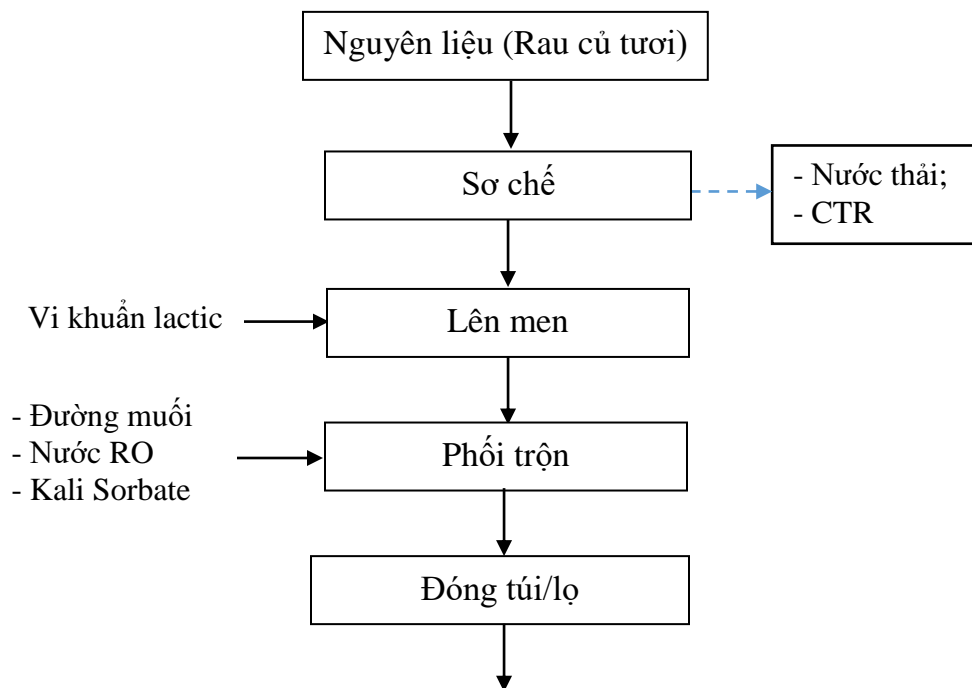 Nguyên liệu (Rau củ tươi)
Sơ chế
- Nước thải;
- CTR
Vi khuẩn lactic
Lên men
- Đường muối
- Nước RO
- Kali Sorbate
Phối trộn
Đóng túi/lọ